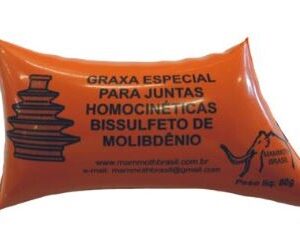 GRAXA ESPECIAL
PARA JUNTAS
HOMOCINÉTICAS
BISSULFETO DE
MOLIBDÊNIO
www.mammothbrasil.com.br
e-mail: mammothbrasil@gmail.com
MAMMOTH
BRASIL
Peso liq: 80g